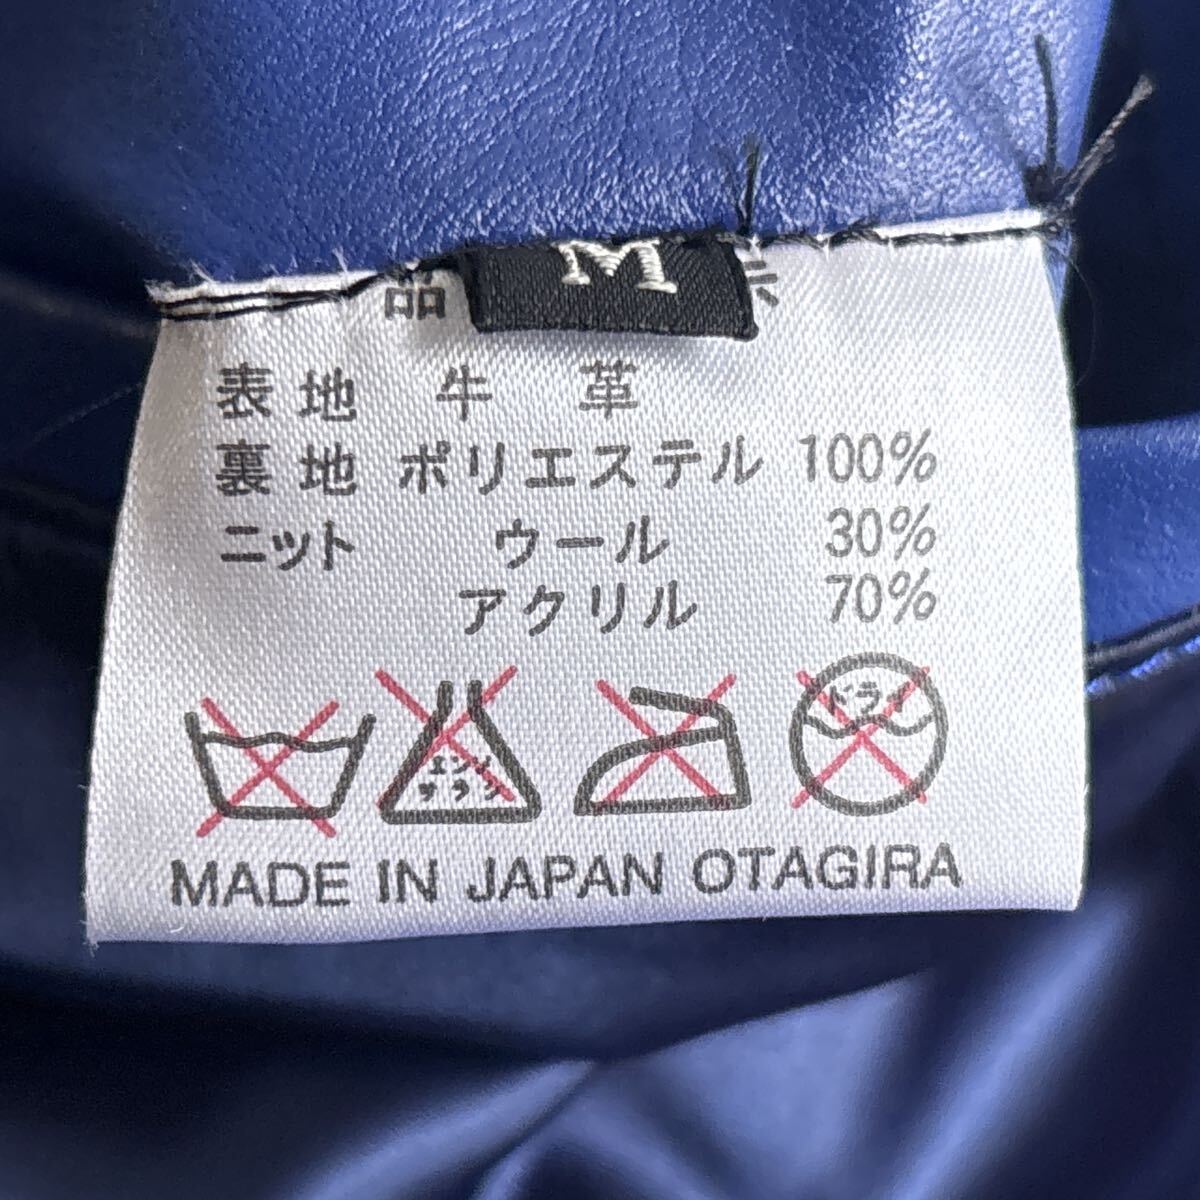 M
品 示
表地 牛革
裏地 ポリエステル 100%
ニット ウール 30%
アクリル 70%
エンソ
サラシ
ドライ
MADE IN JAPAN OTAGIRA